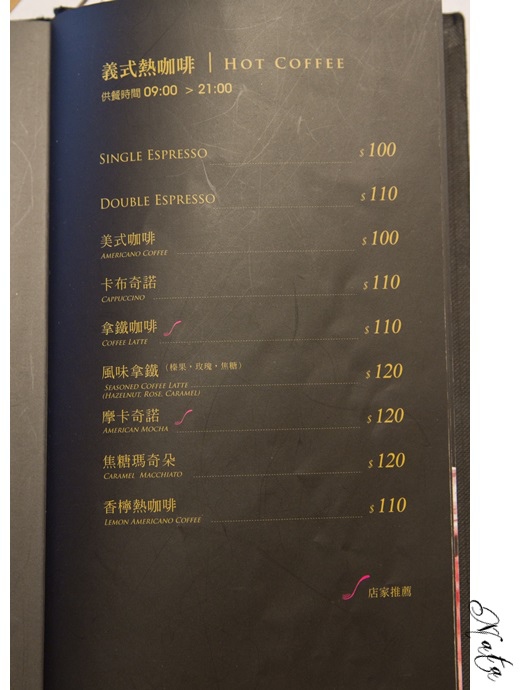 義式熱咖啡 | HOT COFFEE
供餐時間 09:00 > 21:00
SINGLE ESPRESSO $ 100
DOUBLE ESPRESSO $ 110
美式咖啡 $ 100
AMERICANO COFFEE
卡布奇諾 $ 110
CAPPUCCINO
拿鐵咖啡 $ 110
COFFEE LATTE
風味拿鐵（榛果，玫瑰，焦糖） $ 120
SEASONED COFFEE LATTE
(HAZELNUT, ROSE, CARAMEL)
摩卡奇諾 $ 120
AMERICAN MOCHA
焦糖瑪奇朵 $ 120
CARAMEL MACCHIATO
香檸熱咖啡 $ 110
LEMON AMERICANO COFFEE
店家推薦
Nata